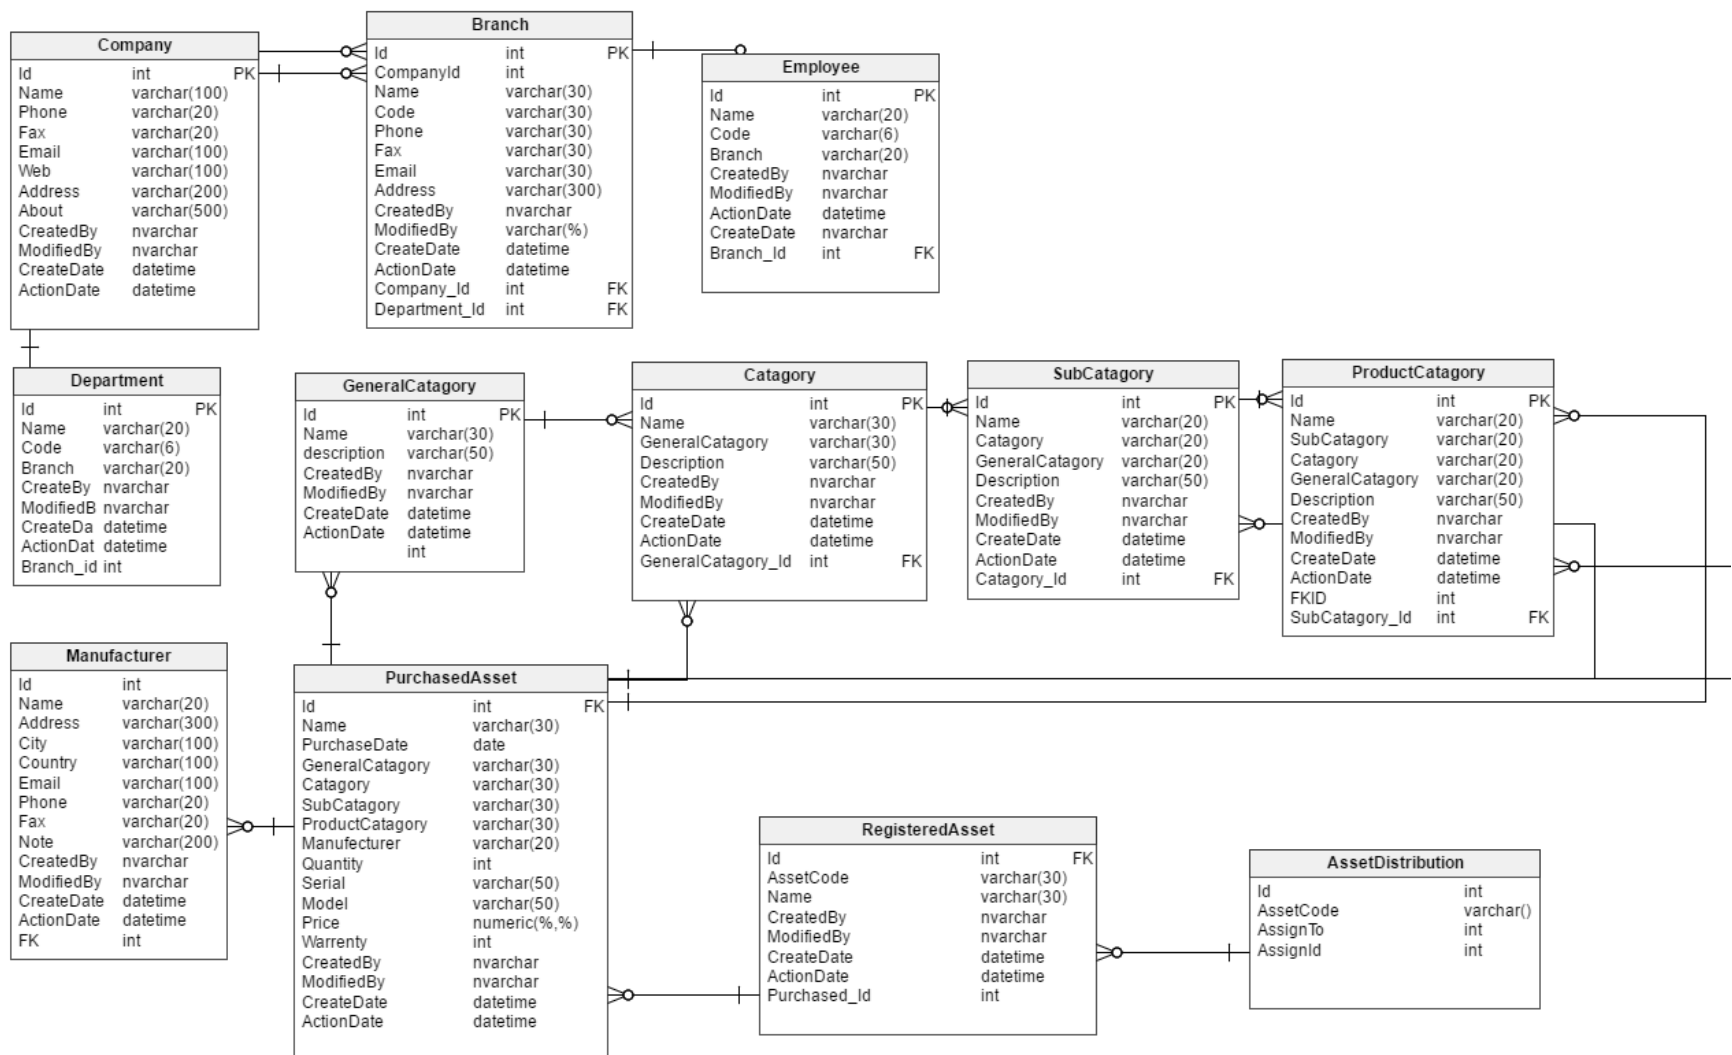 Company
Id int PK
Name varchar(100)
Phone varchar(20)
Fax varchar(20)
Email varchar(100)
Web varchar(100)
Address varchar(200)
About varchar(500)
CreatedBy nvarchar
ModifiedBy nvarchar
CreateDate datetime
ActionDate datetime
Branch
Id int PK
CompanyId int
Name varchar(30)
Code varchar(30)
Phone varchar(30)
Fax varchar(30)
Email varchar(30)
Address varchar(300)
CreatedBy nvarchar
ModifiedBy varchar(%)
CreateDate datetime
ActionDate datetime
Company_Id int FK
Department_Id int FK
Employee
Id int PK
Name varchar(20)
Code varchar(6)
Branch varchar(20)
CreatedBy nvarchar
ModifiedBy nvarchar
ActionDate datetime
CreateDate nvarchar
Branch_Id int FK
Department
Id int PK
Name varchar(20)
Code varchar(6)
Branch varchar(20)
CreateBy nvarchar
ModifiedB nvarchar
CreateDa datetime
ActionDat datetime
Branch_id int
GeneralCatagory
Id int PK
Name varchar(30)
description varchar(50)
CreatedBy nvarchar
ModifiedBy nvarchar
CreateDate datetime
ActionDate datetime
int
Catagory
Id int PK
Name varchar(30)
GeneralCatagory varchar(30)
Description varchar(50)
CreatedBy nvarchar
ModifiedBy nvarchar
CreateDate datetime
ActionDate datetime
GeneralCatagory_Id int FK
SubCatagory
Id int PK
Name varchar(20)
Catagory varchar(20)
GeneralCatagory varchar(20)
Description varchar(50)
CreatedBy nvarchar
ModifiedBy nvarchar
CreateDate datetime
ActionDate datetime
Catagory_Id int FK
ProductCatagory
Id int PK
Name varchar(20)
SubCatagory varchar(20)
Catagory varchar(20)
GeneralCatagory varchar(20)
Description varchar(50)
CreatedBy nvarchar
ModifiedBy nvarchar
CreateDate datetime
ActionDate datetime
FKID int
SubCatagory_Id int FK
Manufacturer
Id int
Name varchar(20)
Address varchar(300)
City varchar(100)
Country varchar(100)
Email varchar(100)
Phone varchar(20)
Fax varchar(20)
Note varchar(200)
CreatedBy nvarchar
ModifiedBy nvarchar
CreateDate datetime
ActionDate datetime
FK int
PurchasedAsset
Id int FK
Name varchar(30)
PurchaseDate date
GeneralCatagory varchar(30)
Catagory varchar(30)
SubCatagory varchar(30)
ProductCatagory varchar(30)
Manufecturer varchar(20)
Quantity int
Serial varchar(50)
Model varchar(50)
Price numeric(%,%)
Warrenty int
CreatedBy nvarchar
ModifiedBy nvarchar
CreateDate datetime
ActionDate datetime
RegisteredAsset
Id int FK
AssetCode varchar(30)
Name varchar(30)
CreatedBy nvarchar
ModifiedBy nvarchar
CreateDate datetime
ActionDate datetime
Purchased_Id int
AssetDistribution
Id int
AssetCode varchar()
AssignTo int
AssignId int